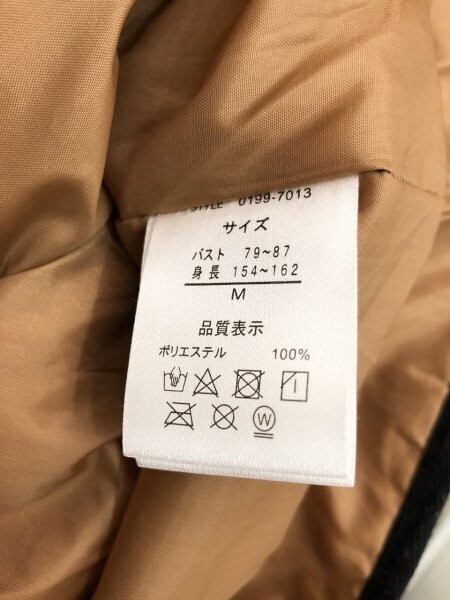 STYLE 0199-7013
サイズ
バスト 79~87
身長 154~162
M
品質表示
ポリエステル 100%
W